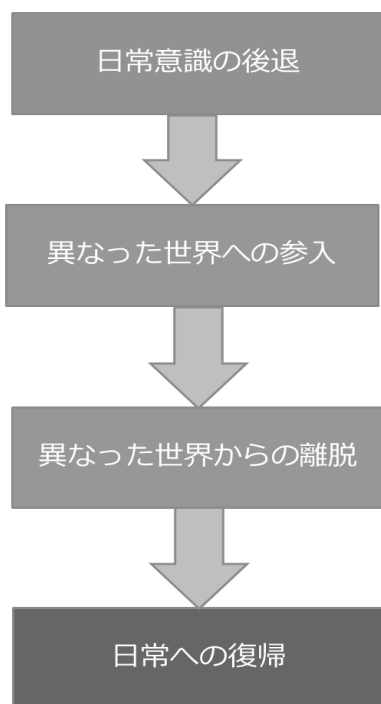 日常意識の後退
異なった世界への参入
異なった世界からの離脱
日常への復帰